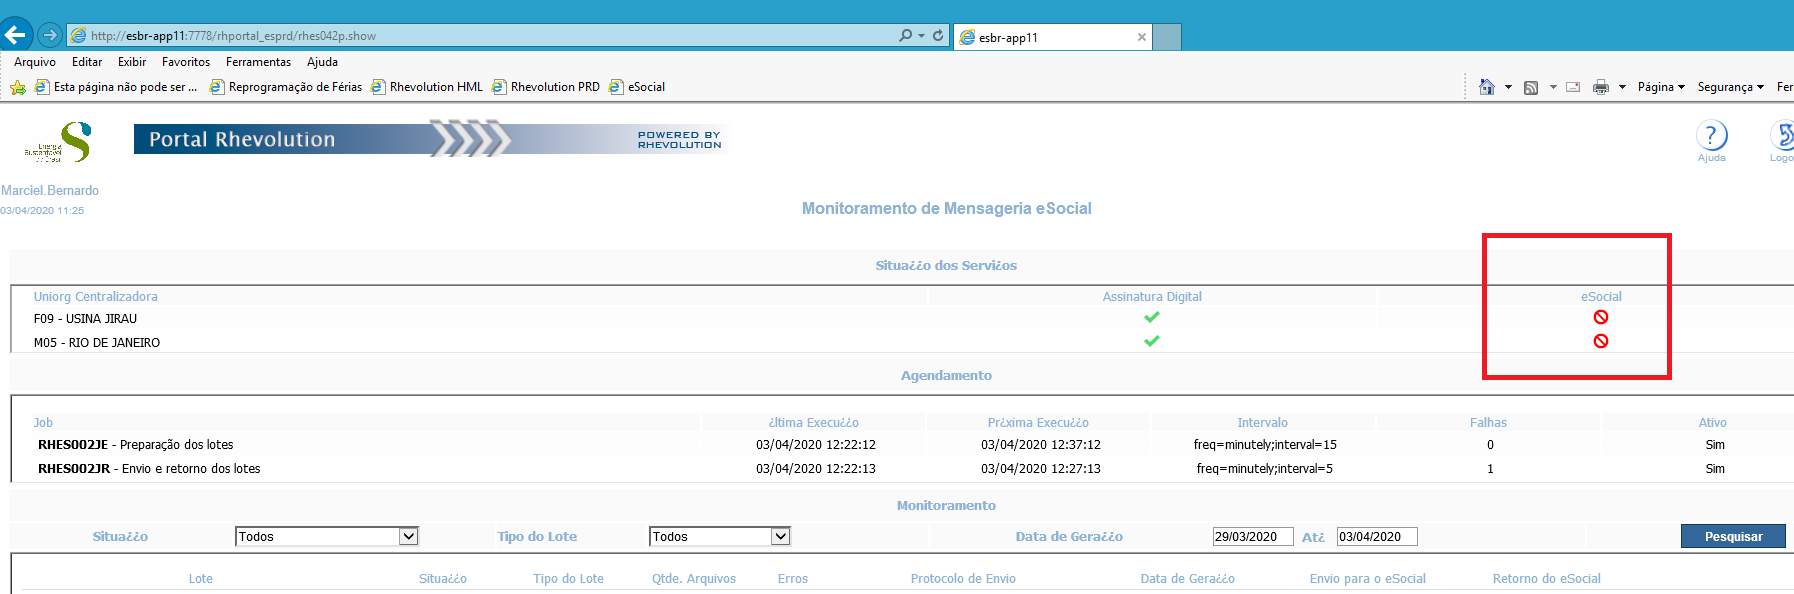 http://esbr-app11:7778/rhportal_esprd/rhes042p.show
esbr-app11
Arquivo Editar Exibir Favoritos Ferramentas Ajuda
Esta página não pode ser ... Reprogramação de Férias Rhevolution HML Rhevolution PRD eSocial Página Segurança Fer
Energia
Sustentável
do Brasil
Portal Rhevolution
POWERED BY
RHEVOLUTION
Ajuda Logo
Marciel.Bernardo
03/04/2020 11:25
Monitoramento de Mensageria eSocial
Situa¿¿o dos Servi¿os
Uniorg Centralizadora Assinatura Digital eSocial
F09 - USINA JIRAU
M05 - RIO DE JANEIRO
Agendamento
Job ¿ltima Execu¿¿o Pr¿xima Execu¿¿o Intervalo Falhas Ativo
RHES002JE - Preparação dos lotes 03/04/2020 12:22:12 03/04/2020 12:37:12 freq=minutely;interval=15 0 Sim
RHES002JR - Envio e retorno dos lotes 03/04/2020 12:22:13 03/04/2020 12:27:13 freq=minutely;interval=5 1 Sim
Monitoramento
Situa¿¿o Todos Tipo do Lote Todos Data de Gera¿¿o 29/03/2020 At¿ 03/04/2020 Pesquisar
Lote Situa¿¿o Tipo do Lote Qtde. Arquivos Erros Protocolo de Envio Data de Gera¿¿o Envio para o eSocial Retorno do eSocial